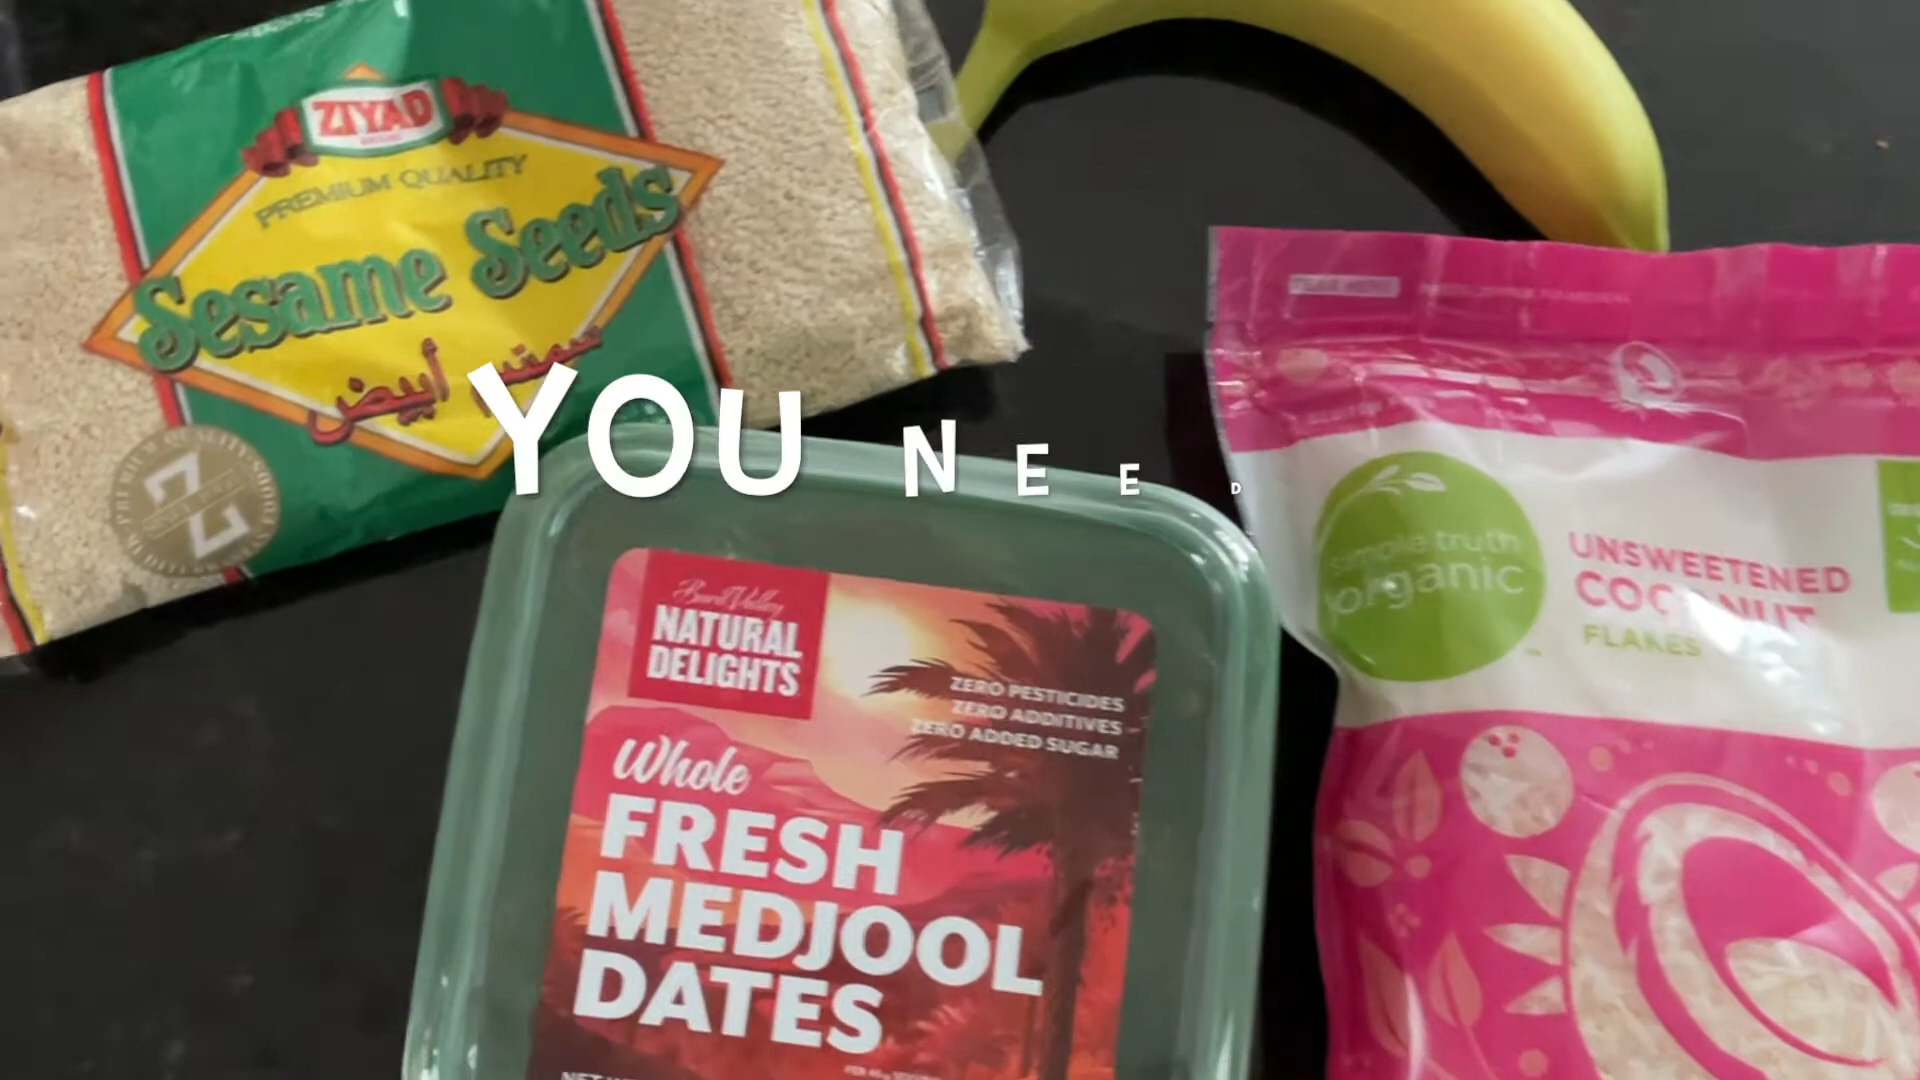 ZIYAD
PREMIUM QUALITY
Sesame Seeds
سمسم أبيض
YOU NEED
NATURAL
DELIGHTS
ZERO PESTICIDES
ZERO ADDITIVES
ZERO ADDED SUGAR
Whole
FRESH
MEDJOOL
DATES
simple truth
organic
UNSWEETENED
COCONUT
FLAKES